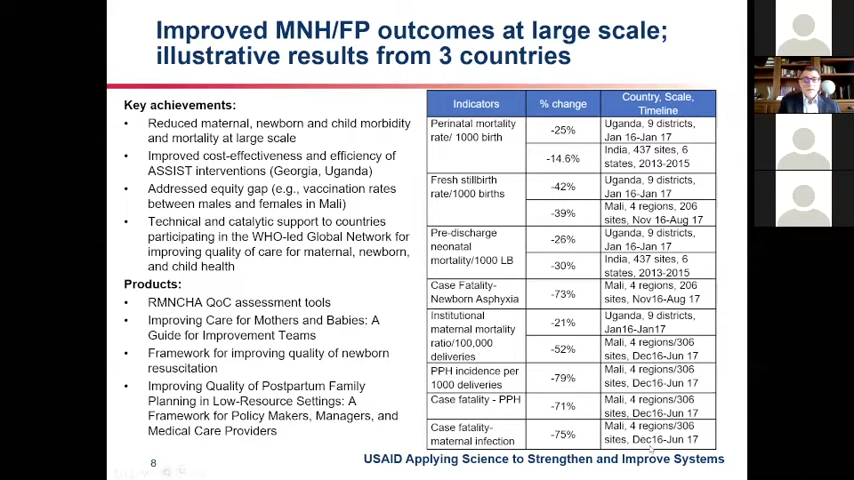 Improved MNH/FP outcomes at large scale;
illustrative results from 3 countries
Key achievements:
• Reduced maternal, newborn and child morbidity
and mortality at large scale
• Improved cost-effectiveness and efficiency of
ASSIST interventions (Georgia, Uganda)
• Addressed equity gap (e.g., vaccination rates
between males and females in Mali)
• Technical and catalytic support to countries
participating in the WHO-led Global Network for
improving quality of care for maternal, newborn,
and child health
Products:
• RMNCHA QoC assessment tools
• Improving Care for Mothers and Babies: A
Guide for Improvement Teams
• Framework for improving quality of newborn
resuscitation
• Improving Quality of Postpartum Family
Planning in Low-Resource Settings: A
Framework for Policy Makers, Managers, and
Medical Care Providers
Indicators
% change
Country, Scale,
Timeline
Perinatal mortality
rate/ 1000 birth
-25%
Uganda, 9 districts,
Jan 16-Jan 17
-14.6%
India, 437 sites, 6
states, 2013-2015
Fresh stillbirth
rate/1000 births
-42%
Uganda, 9 districts,
Jan 16-Jan 17
-39%
Mali, 4 regions, 206
sites, Nov 16-Aug 17
Pre-discharge
neonatal
mortality/1000 LB
-26%
Uganda, 9 districts,
Jan 16-Jan 17
-30%
India, 437 sites, 6
states, 2013-2015
Case Fatality-
Newborn Asphyxia
-73%
Mali, 4 regions, 206
sites, Nov16-Aug 17
Institutional
maternal mortality
ratio/100,000
deliveries
-21%
Uganda, 9 districts,
Jan16-Jan17
-52%
Mali, 4 regions/306
sites, Dec16-Jun 17
PPH incidence per
1000 deliveries
-79%
Mali, 4 regions/306
sites, Dec16-Jun 17
Case fatality - PPH
-71%
Mali, 4 regions/306
sites, Dec16-Jun 17
Case fatality-
maternal infection
-75%
Mali, 4 regions/306
sites, Dec16-Jun 17
8
USAID Applying Science to Strengthen and Improve Systems